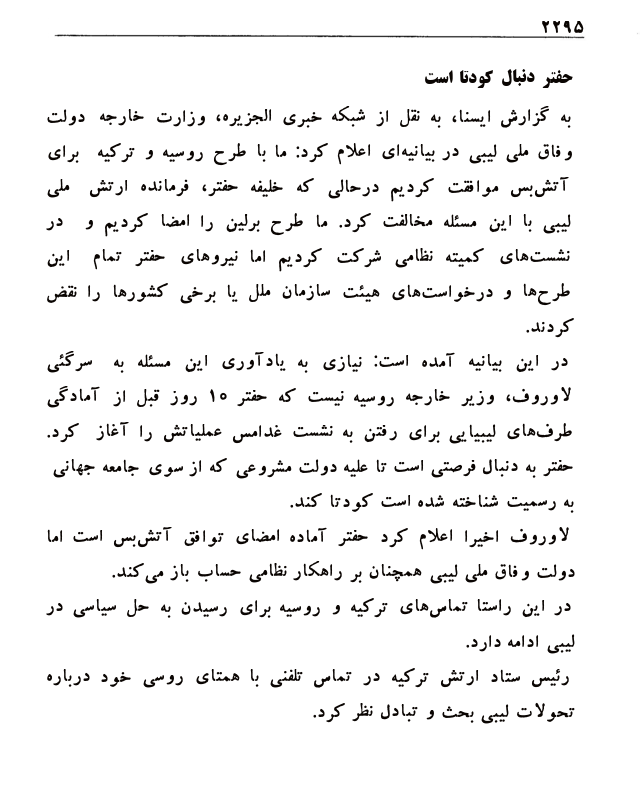 ۲۲۹۵
حفتر دنبال کودتا است
به گزارش ایسنا، به نقل از شبکه خبری الجزیره، وزارت خارجه دولت
وفاق ملی لیبی در بیانیه‌ای اعلام کرد: ما با طرح روسیه و ترکیه برای
آتش‌بس موافقت کردیم درحالی که خلیفه حفتر، فرمانده ارتش ملی
لیبی با این مسئله مخالفت کرد. ما طرح برلین را امضا کردیم و در
نشست‌های کمیته نظامی شرکت کردیم اما نیروهای حفتر تمام این
طرح‌ها و درخواست‌های هیئت سازمان ملل یا برخی کشورها را نقض
کردند.
در این بیانیه آمده است: نیازی به یادآوری این مسئله به سرگئی
لاوروف، وزیر خارجه روسیه نیست که حفتر ۱۵ روز قبل از آمادگی
طرف‌های لیبیایی برای رفتن به نشست غدامس عملیاتش را آغاز کرد.
حفتر به دنبال فرصتی است تا علیه دولت مشروعی که از سوی جامعه جهانی
به رسمیت شناخته شده است کودتا کند.
لاوروف اخیرا اعلام کرد حفتر آماده امضای توافق آتش‌بس است اما
دولت وفاق ملی لیبی همچنان بر راهکار نظامی حساب باز می‌کند.
در این راستا تماس‌های ترکیه و روسیه برای رسیدن به حل سیاسی در
لیبی ادامه دارد.
رئیس ستاد ارتش ترکیه در تماس تلفنی با همتای روسی خود درباره
تحولات لیبی بحث و تبادل نظر کرد.